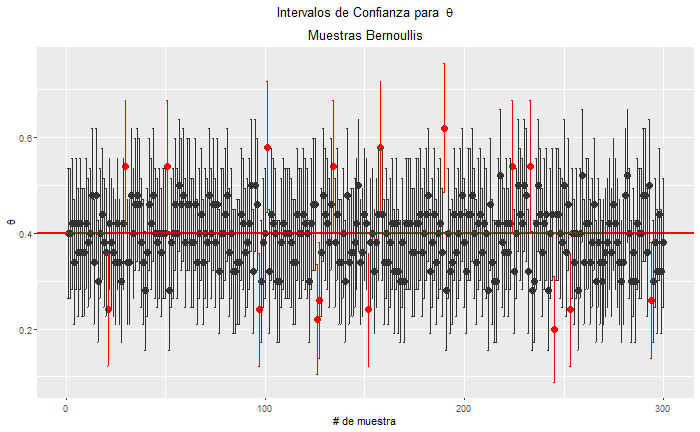 Intervalos de Confianza para θ
Muestras Bernoullis
0.6
θ
0.4
0.2
0 100 200 300
# de muestra